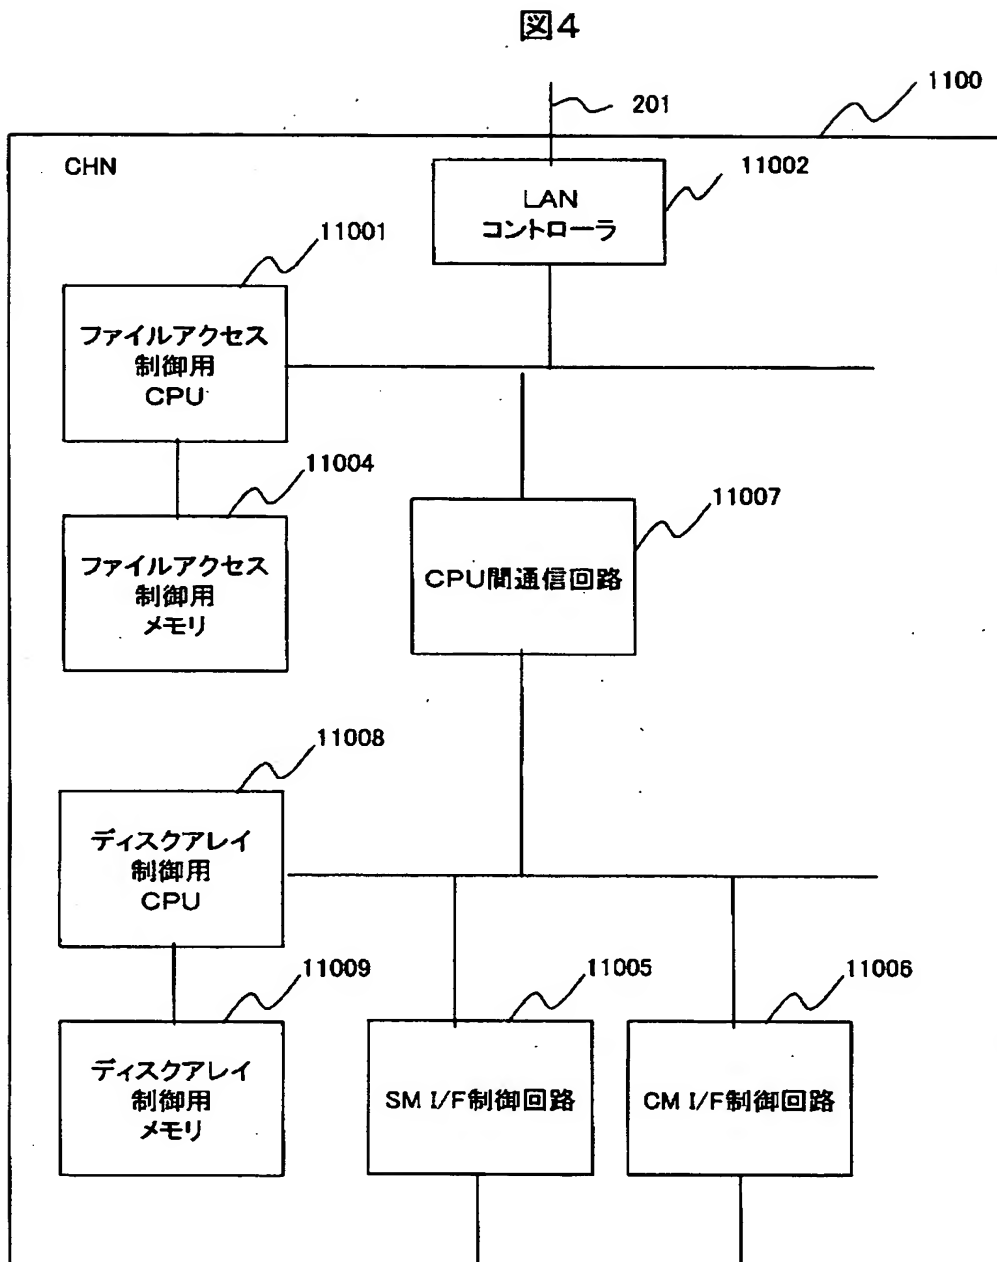 図4
1100
201
CHN
11002
LAN
コントローラ
11001
ファイルアクセス
制御用
CPU
11004
ファイルアクセス
制御用
メモリ
11007
CPU間通信回路
11008
ディスクアレイ
制御用
CPU
11009
ディスクアレイ
制御用
メモリ
11005
SM I/F制御回路
11006
CM I/F制御回路